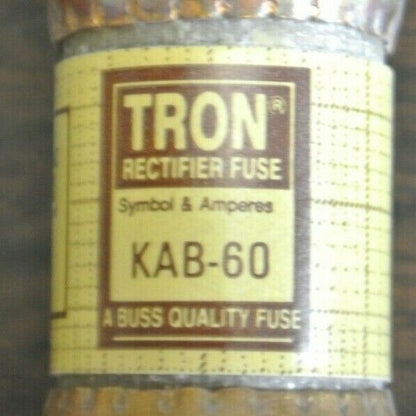 TRON®
RECTIFIER FUSE
Symbol & Amperes
KAB-60
A BUSS QUALITY FUSE